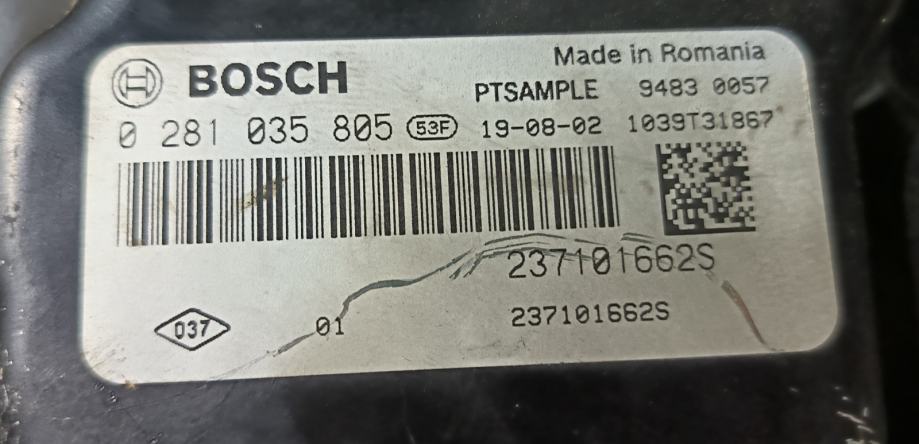 Made in Romania
BOSCH
PTSAMPLE 9483 0057
0 281 035 805 53F 19-08-02 1039T31867
237101662S
037 01 237101662S